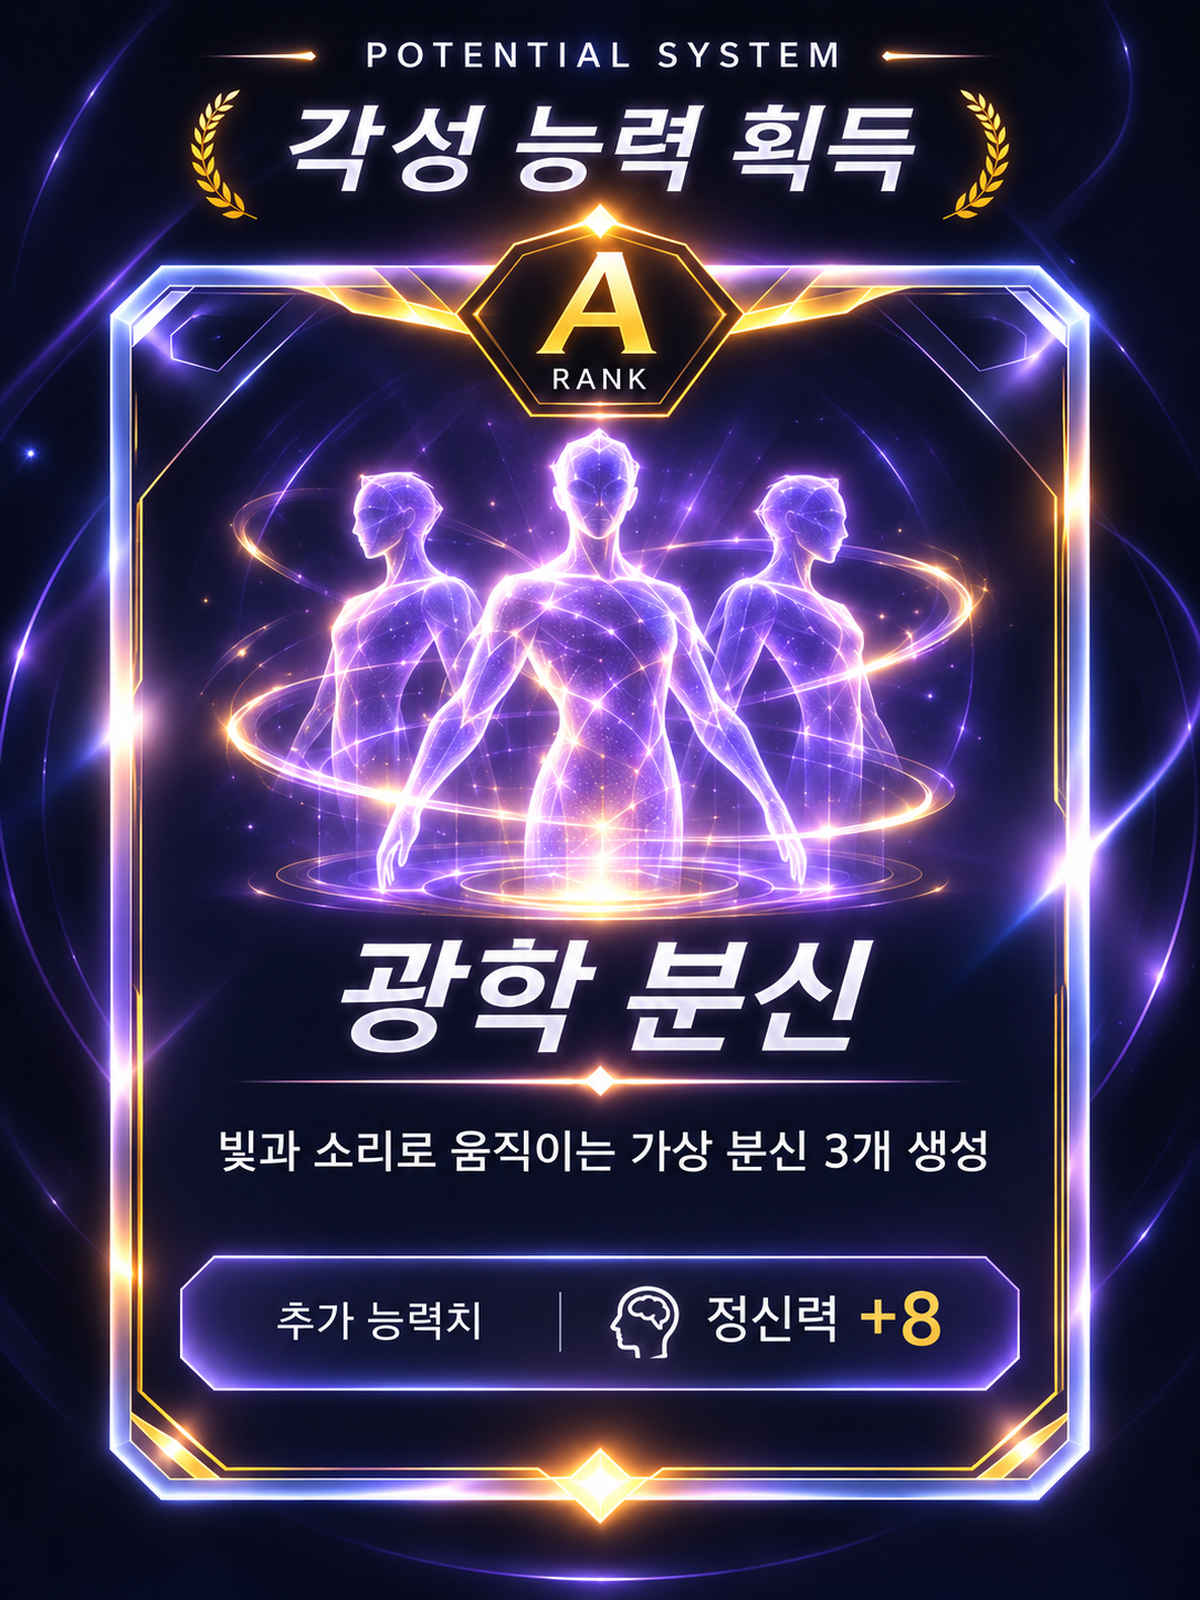 POTENTIAL SYSTEM
각성 능력 획득
A
RANK
광학 분신
빛과 소리로 움직이는 가상 분신 3개 생성
추가 능력치
정신력 +8